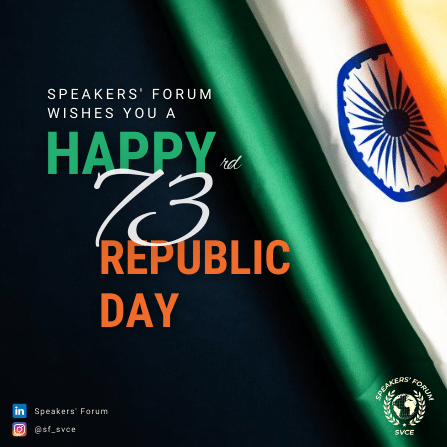 SPEAKERS' FORUM
WISHES YOU A
HAPPY
73rd
REPUBLIC
DAY
Speakers' Forum
@sf_svce
SPEAKERS' FORUM
SVCE